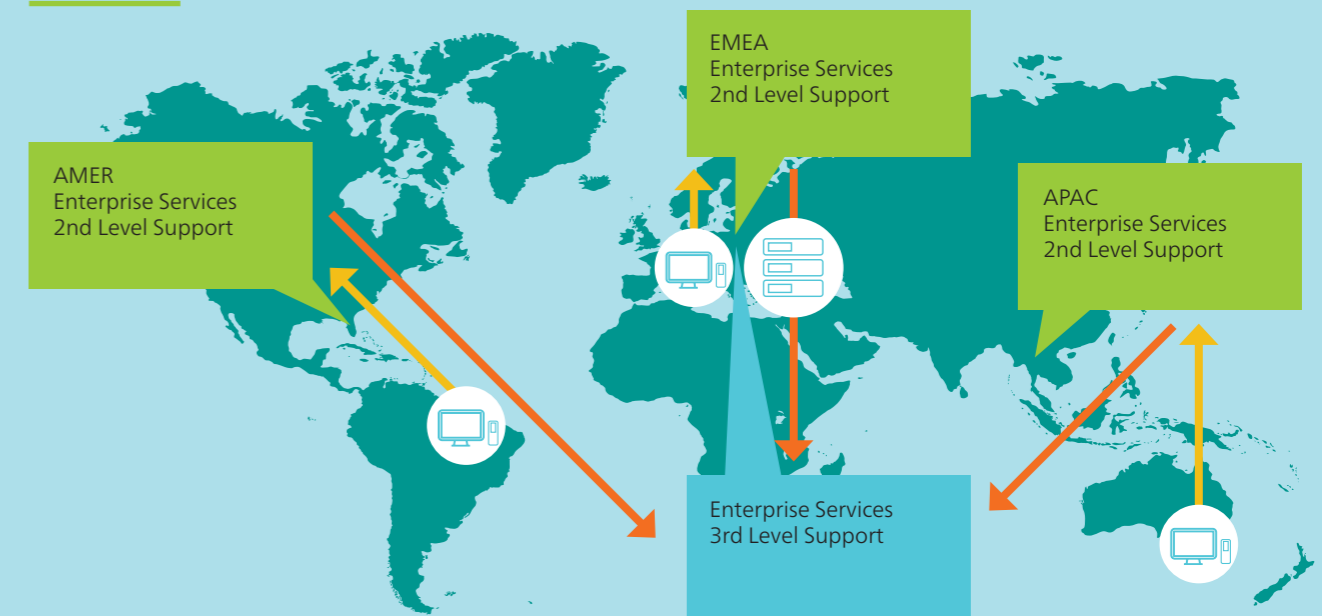 EMEA
Enterprise Services
2nd Level Support
AMER
Enterprise Services
2nd Level Support
APAC
Enterprise Services
2nd Level Support
Enterprise Services
3rd Level Support